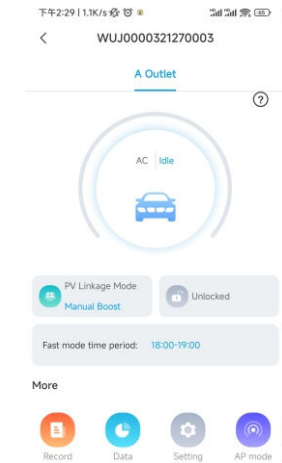 下午2:29 | 1.1K/s
46
WUJ0000321270003
A Outlet
?
AC | Idle
PV Linkage Mode
Manual Boost
Unlocked
Fast mode time period: 18:00-19:00
More
Record Data Setting AP mode